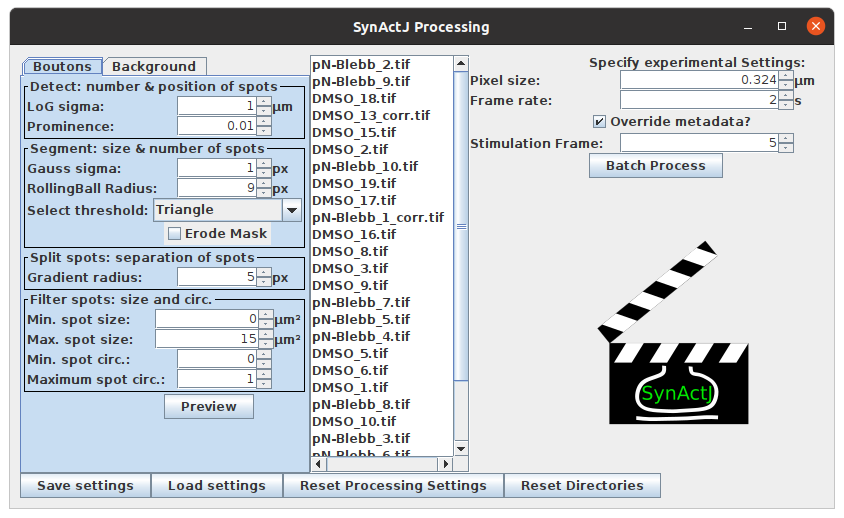 SynActJ Processing
Boutons
Background
Detect: number & position of spots
LoG sigma: 1 μm
Prominence: 0.01
Segment: size & number of spots
Gauss sigma: 1 px
RollingBall Radius: 9 px
Select threshold: Triangle
Erode Mask
Split spots: separation of spots
Gradient radius: 5 px
Filter spots: size and circ.
Min. spot size: 0 μm²
Max. spot size: 15 μm²
Min. spot circ.: 0
Maximum spot circ.: 1
Preview
pN-Blebb_2.tif
pN-Blebb_9.tif
DMSO_18.tif
DMSO_13_corr.tif
DMSO_15.tif
DMSO_2.tif
pN-Blebb_10.tif
DMSO_19.tif
DMSO_17.tif
pN-Blebb_1_corr.tif
DMSO_16.tif
DMSO_8.tif
DMSO_3.tif
DMSO_9.tif
pN-Blebb_7.tif
pN-Blebb_5.tif
pN-Blebb_4.tif
DMSO_5.tif
DMSO_6.tif
DMSO_1.tif
pN-Blebb_8.tif
DMSO_10.tif
pN-Blebb_3.tif
pN-Blebb_6.tif
Specify experimental Settings:
Pixel size: 0.324 μm
Frame rate: 2 s
Override metadata?
Stimulation Frame: 5
Batch Process
SynActJ
Save settings
Load settings
Reset Processing Settings
Reset Directories